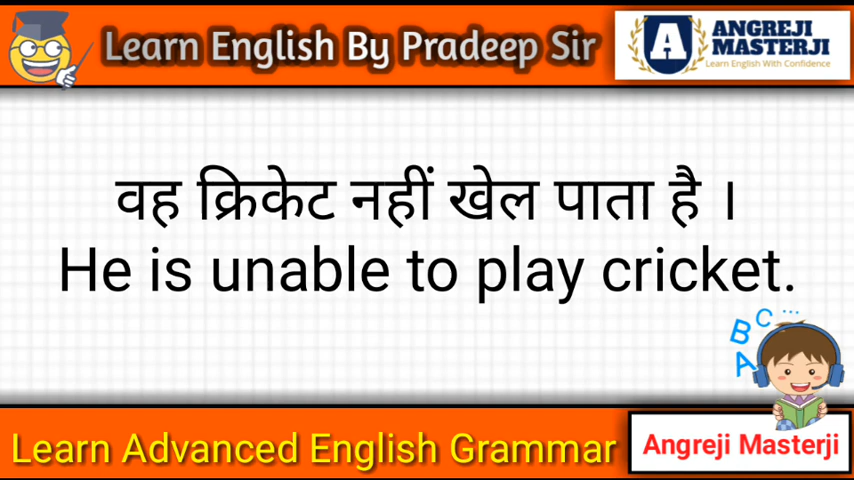 Learn English By Pradeep Sir
A
ANGREJI
MASTERJI
Learn English With Confidence
वह क्रिकेट नहीं खेल पाता है ।
He is unable to play cricket.
A B C ...
Learn Advanced English Grammar
Angreji Masterji